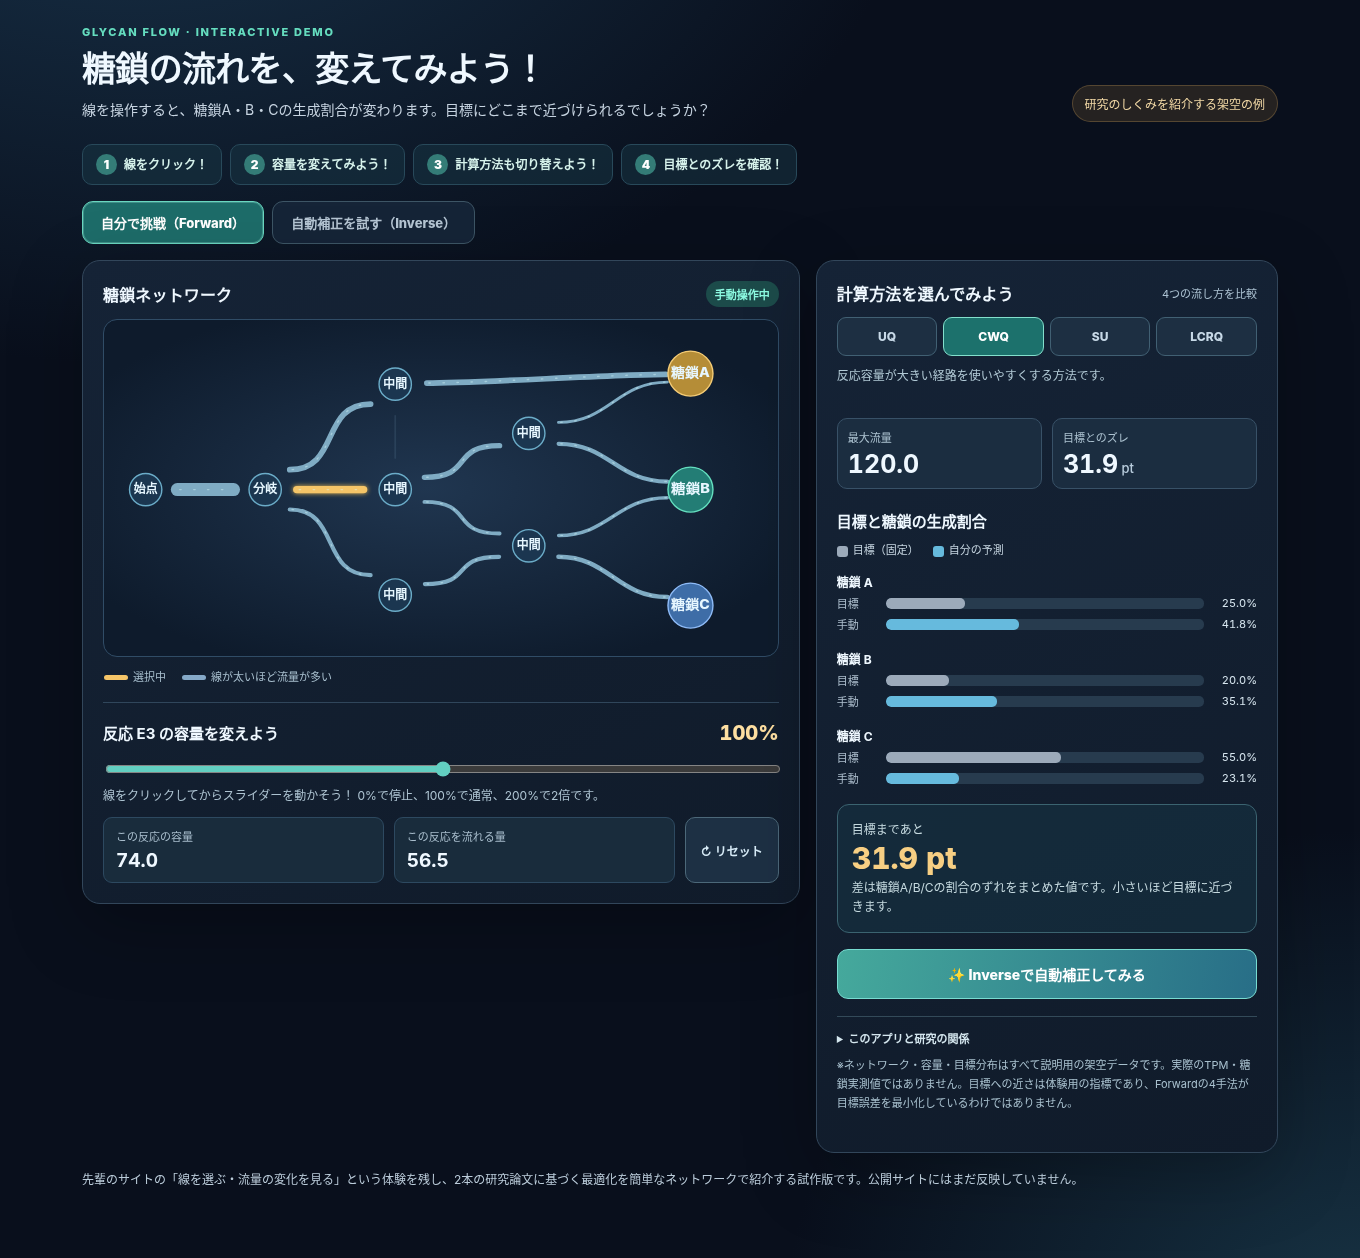 GLYCAN FLOW · INTERACTIVE DEMO
糖鎖の流れを、変えてみよう！
線を操作すると、糖鎖A・B・Cの生成割合が変わります。目標にどこまで近づけられるでしょうか？
研究のしくみを紹介する架空の例
1 線をクリック！
2 容量を変えてみよう！
3 計算方法も切り替えよう！
4 目標とのズレを確認！
自分で挑戦（Forward）
自動補正を試す（Inverse）
糖鎖ネットワーク
手動操作中
始点
分岐
中間
中間
中間
中間
中間
糖鎖A
糖鎖B
糖鎖C
選択中
線が太いほど流量が多い
反応 E3 の容量を変えよう
100%
線をクリックしてからスライダーを動かそう！ 0%で停止、100%で通常、200%で2倍です。
この反応の容量
74.0
この反応を流れる量
56.5
↻ リセット
計算方法を選んでみよう
4つの流し方を比較
UQ
CWQ
SU
LCRQ
反応容量が大きい経路を使いやすくする方法です。
最大流量
120.0
目標とのズレ
31.9 pt
目標と糖鎖の生成割合
目標（固定）
自分の予測
糖鎖 A
目標 25.0%
手動 41.8%
糖鎖 B
目標 20.0%
手動 35.1%
糖鎖 C
目標 55.0%
手動 23.1%
目標まであと
31.9 pt
差は糖鎖A/B/Cの割合のずれをまとめた値です。小さいほど目標に近づ
きます。
✨ Inverseで自動補正してみる
▶ このアプリと研究の関係
※ネットワーク・容量・目標分布はすべて説明用の架空データです。実際のTPM・糖
鎖実測値ではありません。目標への近さは体験用の指標であり、Forwardの4手法が
目標誤差を最小化しているわけではありません。
先輩のサイトの「線を選ぶ・流量の変化を見る」という体験を残し、2本の研究論文に基づく最適化を簡単なネットワークで紹介する試作版です。公開サイトにはまだ反映していません。